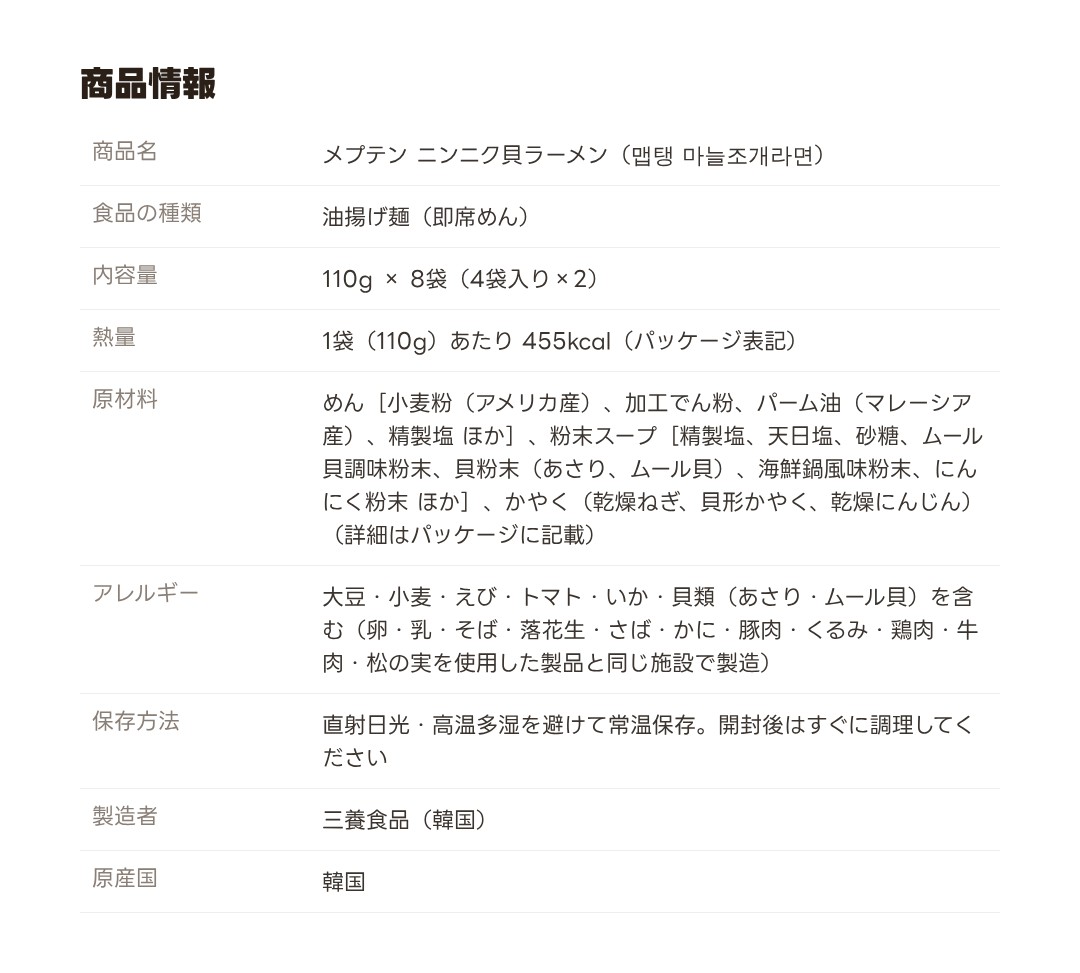 商品情報
商品名
メプテン ニンニク貝ラーメン（맵탱 마늘조개라면）
食品の種類
油揚げ麺（即席めん）
内容量
110g × 8袋（4袋入り×2）
熱量
1袋（110g）あたり 455kcal（パッケージ表記）
原材料
めん［小麦粉（アメリカ産）、加工でん粉、パーム油（マレーシア
産）、精製塩 ほか］、粉末スープ［精製塩、天日塩、砂糖、ムール
貝調味粉末、貝粉末（あさり、ムール貝）、海鮮鍋風味粉末、にん
にく粉末 ほか］、かやく（乾燥ねぎ、貝形かやく、乾燥にんじん）
（詳細はパッケージに記載）
アレルギー
大豆・小麦・えび・トマト・いか・貝類（あさり・ムール貝）を含
む（卵・乳・そば・落花生・さば・かに・豚肉・くるみ・鶏肉・牛
肉・松の実を使用した製品と同じ施設で製造）
保存方法
直射日光・高温多湿を避けて常温保存。開封後はすぐに調理してく
ださい
製造者
三養食品（韓国）
原産国
韓国